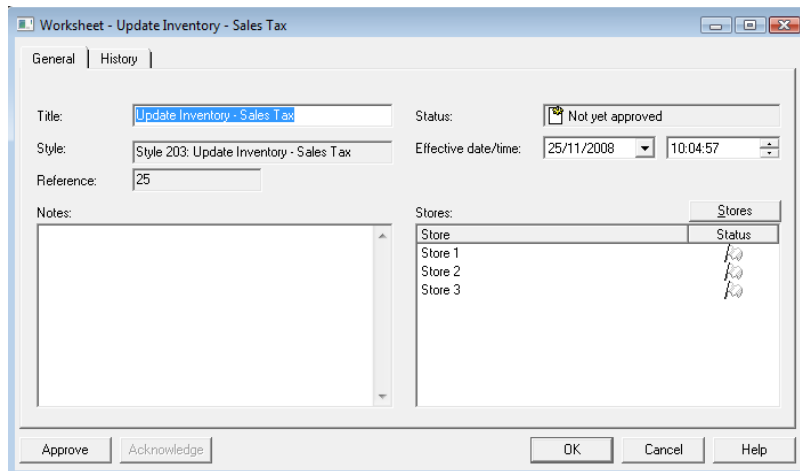 Worksheet - Update Inventory - Sales Tax
General History
Title: Update Inventory - Sales Tax
Status: Not yet approved
Style: Style 203: Update Inventory - Sales Tax
Effective date/time: 25/11/2008 10:04:57
Reference: 25
Notes:
Stores: Stores
Store Status
Store 1
Store 2
Store 3
Approve Acknowledge OK Cancel Help